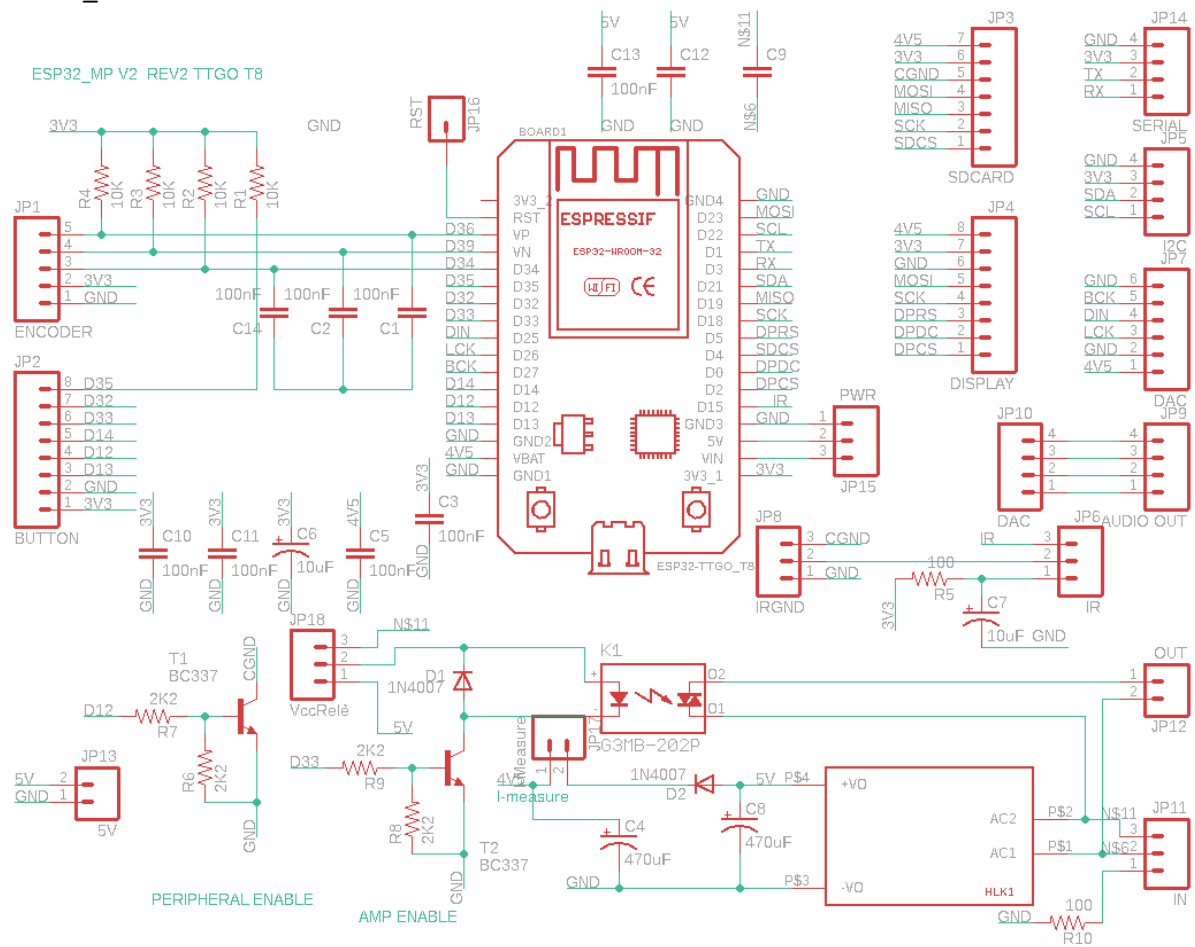 ESP32_MP V2 REV2 TTGO T8
5V
C13
100nF
GND
5V
C12
GND
N$11
C9
N$6
JP3
4V5 7
3V3 6
CGND 5
MOSI 4
MISO 3
SCK 2
SDCS 1
SDCARD
JP14
GND 4
3V3 3
TX 2
RX 1
SERIAL
JP5
GND 4
3V3 3
SDA 2
SCL 1
I2C
3V3
GND
R4 10K
R3 10K
R2 10K
R1 10K
RST
JP16
BOARD1
ESPRESSIF
ESP32-WROOM-32
WI FI CE
3V3_2
RST
D36 VP
D39 VN
D34 D34
D35 D35
D32 D32
D33 D33
DIN D25
LCK D26
BCK D27
D14 D14
D12 D12
D13 D13
GND GND2
4V5 VBAT
GND GND1
GND4 GND
D23 MOSI
D22 SCL
D1 TX
D3 RX
D21 SDA
D19 MISO
D18 SCK
D5 DPRS
D4 SDCS
D0 DPDC
D2 DPCS
D15 IR
GND3 GND
5V
VIN
3V3_1 3V3
ESP32-TTGO_T8
JP1
5
4
3
2 3V3
1 GND
ENCODER
100nF C14
100nF C2
100nF C1
JP4
4V5 8
3V3 7
GND 6
MOSI 5
SCK 4
DPRS 3
DPDC 2
DPCS 1
DISPLAY
JP7
GND 6
BCK 5
DIN 4
LCK 3
GND 2
4V5 1
DAC
JP2
8 D35
7 D32
6 D33
5 D14
4 D12
3 D13
2 GND
1 3V3
BUTTON
PWR
1
2
3
JP15
JP10
4
3
2
1
DAC
JP9
4
3
2
1
AUDIO OUT
3V3
C10
100nF
GND
3V3
C11
100nF
GND
3V3
+
C6
10uF
GND
4V5
C5
100nF
GND
3V3
C3
100nF
GND
JP8
3 CGND
2
1 GND
IRGND
JP6
IR 3
2
1
IR
100
R5
3V3
+
C7
10uF GND
T1
BC337
CGND
D12
2K2
R7
R6
2K2
GND
PERIPHERAL ENABLE
JP13
5V 2
GND 1
5V
JP18
3 N$11
2
1
VccRelè
5V
D1
1N4007
K1
+
-
O2
O1
G3MB-202P
OUT
1
2
JP12
D33
2K2
R9
R8
2K2
T2
BC337
GND
AMP ENABLE
I-Measure
JP17
1
2
4V5
I-measure
1N4007
D2
5V
P$4
+
C8
470uF
+
C4
470uF
GND
P$3
+VO
-VO
AC2
AC1
HLK1
P$2
P$1
N$11
N$6
JP11
3
2
1
IN
GND
100
R10